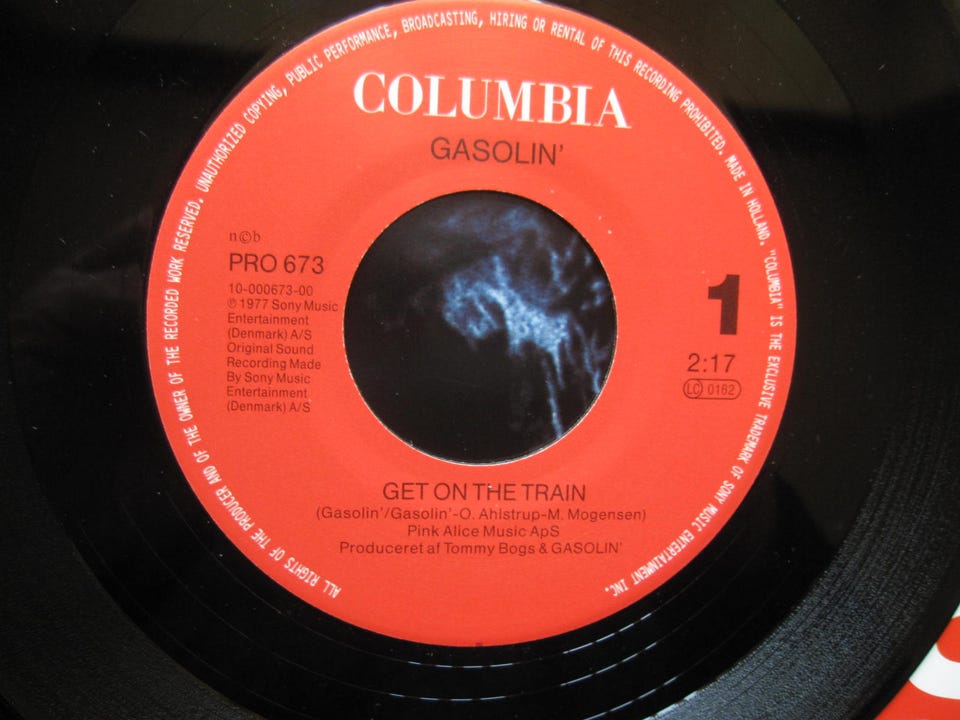 ALL RIGHTS OF THE PRODUCER AND OF THE OWNER OF THE RECORDED WORK RESERVED. UNAUTHORIZED COPYING, PUBLIC PERFORMANCE, BROADCASTING, HIRING OR RENTAL OF THIS RECORDING PROHIBITED. MADE IN HOLLAND. "COLUMBIA" IS THE EXCLUSIVE TRADEMARK OF SONY MUSIC ENTERTAINMENT INC.
COLUMBIA
GASOLIN'
n©b
PRO 673
10-000673-00
℗ 1977 Sony Music
Entertainment
(Denmark) A/S
Original Sound
Recording Made
By Sony Music
Entertainment
(Denmark) A/S
1
2:17
LC 0162
GET ON THE TRAIN
(Gasolin'/Gasolin'-O. Ahlstrup-M. Mogensen)
Pink Alice Music ApS
Produceret af Tommy Bogs & GASOLIN'